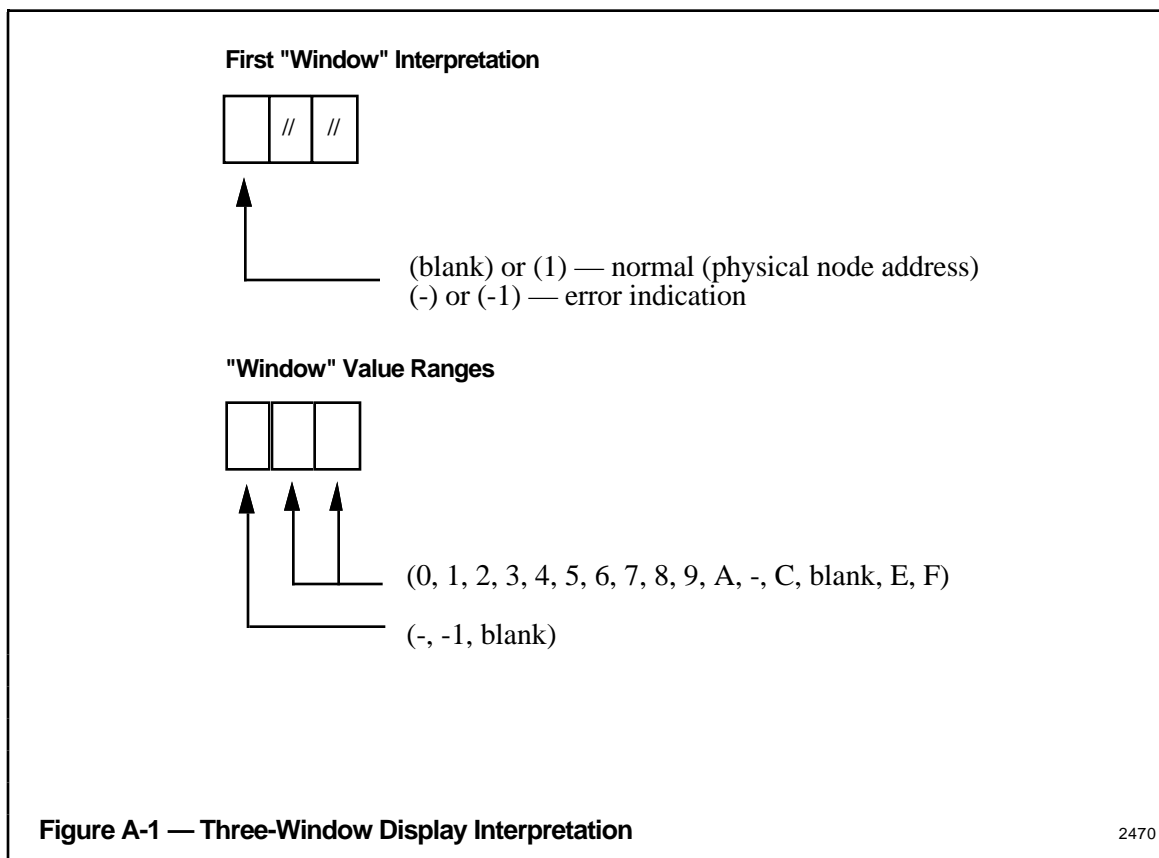 First "Window" Interpretation
// //
(blank) or (1) — normal (physical node address)
(-) or (-1) — error indication
"Window" Value Ranges
(0, 1, 2, 3, 4, 5, 6, 7, 8, 9, A, -, C, blank, E, F)
(-, -1, blank)
Figure A-1 — Three-Window Display Interpretation
2470